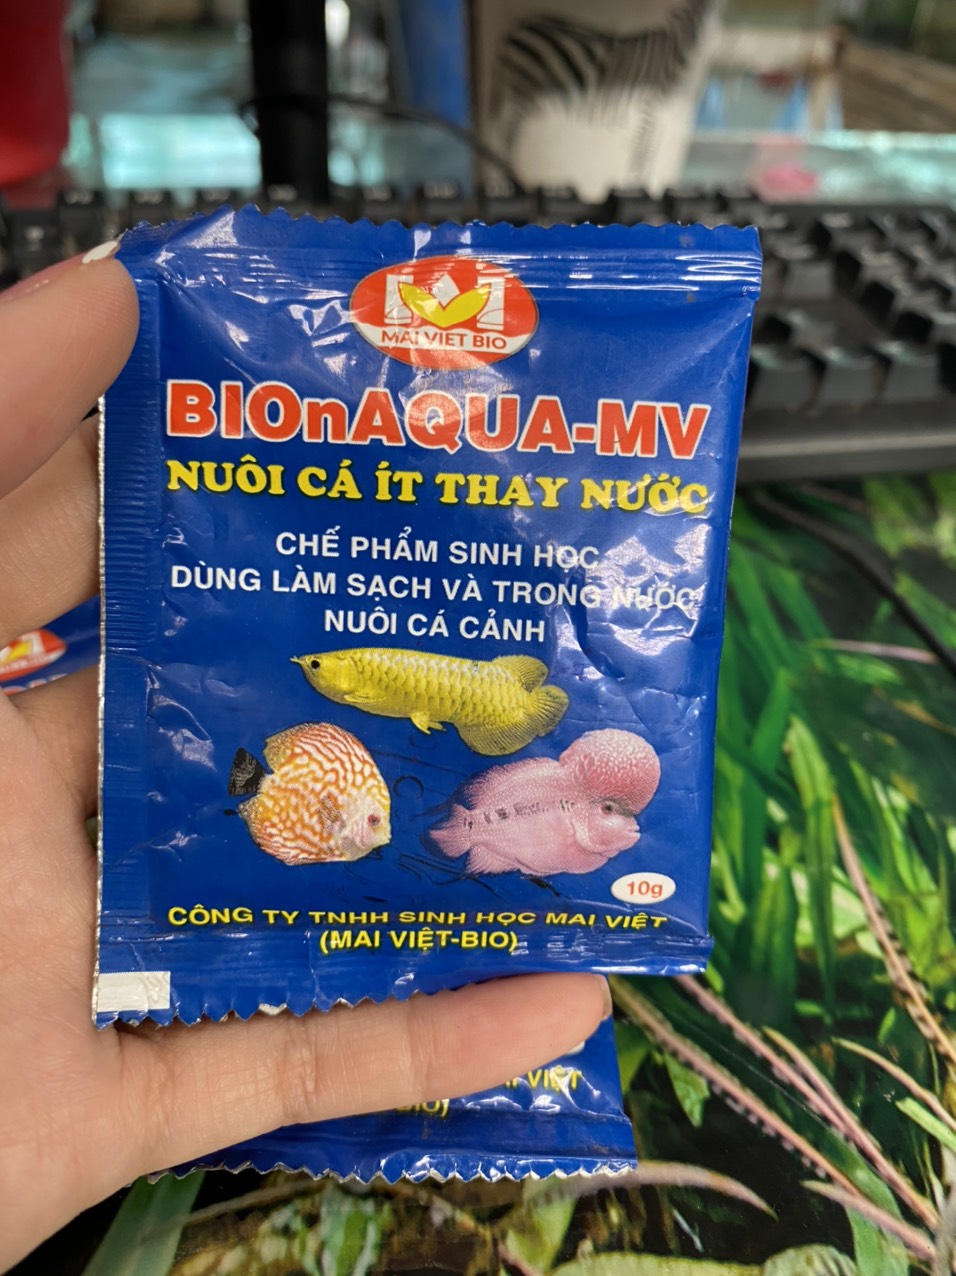 MAI VIET BIO
BIOnAQUA-MV
NUÔI CÁ ÍT THAY NƯỚC
CHẾ PHẨM SINH HỌC
DÙNG LÀM SẠCH VÀ TRONG NƯỚC
NUÔI CÁ CẢNH
10g
CÔNG TY TNHH SINH HỌC MAI VIỆT
(MAI VIỆT-BIO)
VIỆT